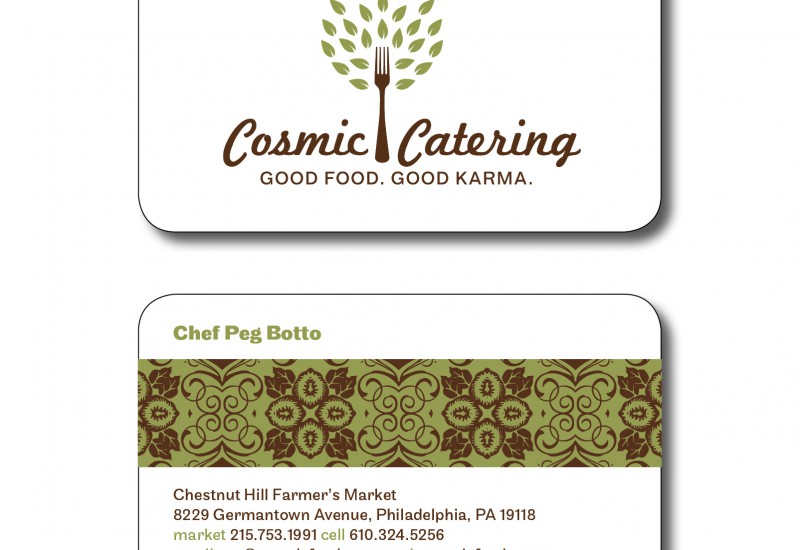 Cosmic Catering
GOOD FOOD. GOOD KARMA.
Chef Peg Botto
Chestnut Hill Farmer's Market
8229 Germantown Avenue, Philadelphia, PA 19118
market 215.753.1991 cell 610.324.5256